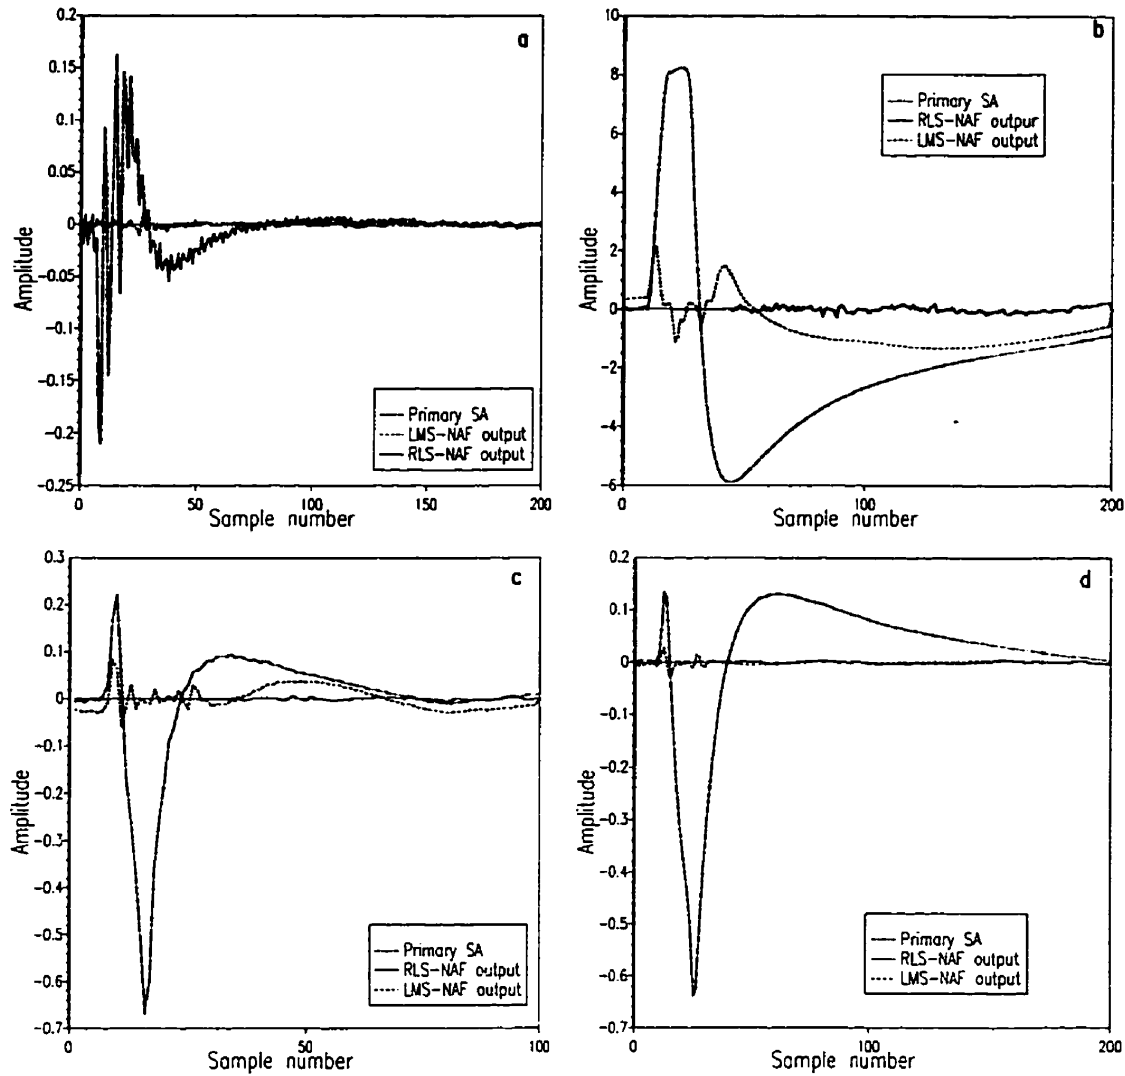 a
0.2
0.15
0.1
0.05
0
-0.05
-0.1
-0.15
-0.2
-0.25
Amplitude
Primary SA
LMS-NAF output
RLS-NAF output
0
50
100
150
200
Sample number
b
10
8
6
4
2
0
-2
-4
-6
Amplitude
Primary SA
RLS-NAF outpur
LMS-NAF output
0
100
200
Sample number
c
0.3
0.2
0.1
0
-0.1
-0.2
-0.3
-0.4
-0.5
-0.6
-0.7
Amplitude
Primary SA
RLS-NAF output
LMS-NAF output
0
50
100
Sample number
d
0.2
0.1
0
-0.1
-0.2
-0.3
-0.4
-0.5
-0.6
-0.7
Amplitude
Primary SA
RLS-NAF output
LMS-NAF output
0
100
200
Sample number